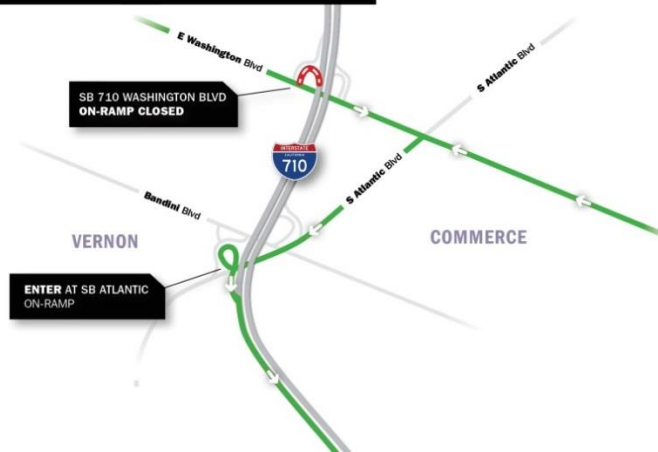 E Washington Blvd
S Atlantic Blvd
SB 710 WASHINGTON BLVD
ON-RAMP CLOSED
INTERSTATE
CALIFORNIA
710
S Atlantic Blvd
Bandini Blvd
VERNON
COMMERCE
ENTER AT SB ATLANTIC
ON-RAMP